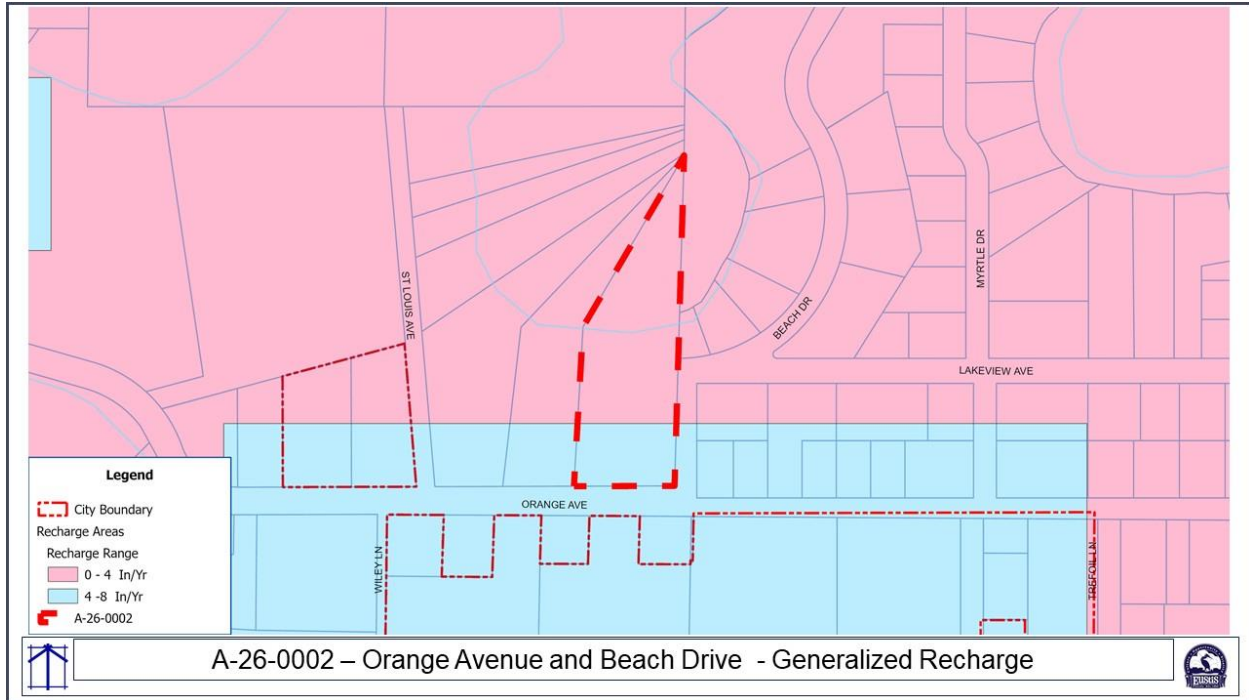 ST LOUIS AVE
BEACH DR
MYRTLE DR
LAKEVIEW AVE
ORANGE AVE
WILEY LN
TREFOIL LN
Legend
City Boundary
Recharge Areas
Recharge Range
0 - 4 In/Yr
4 -8 In/Yr
A-26-0002
A-26-0002 – Orange Avenue and Beach Drive - Generalized Recharge
EUSTIS